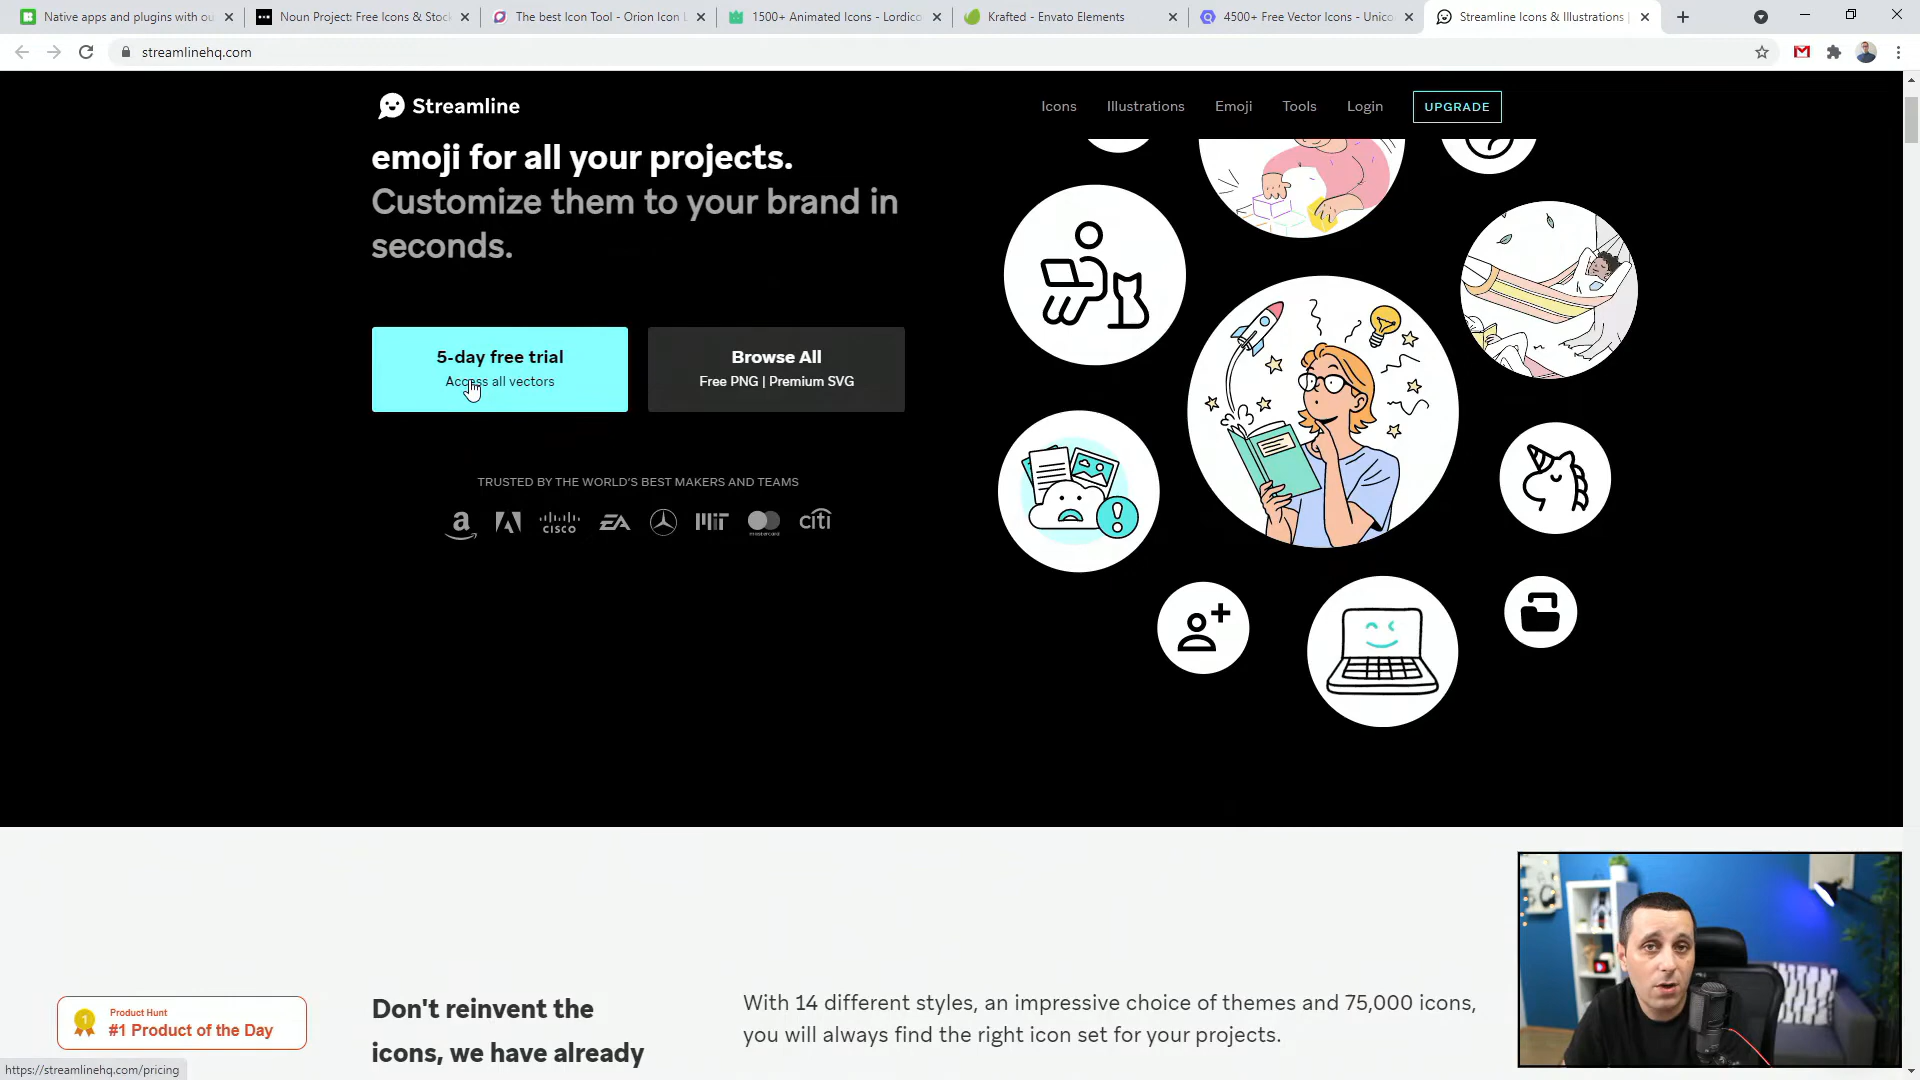 Native apps and plugins with ou
Noun Project: Free Icons & Stock
The best Icon Tool - Orion Icon L
1500+ Animated Icons - Lordico
Krafted - Envato Elements
4500+ Free Vector Icons - Unico
Streamline Icons & Illustrations |
streamlinehq.com
Streamline
Icons
Illustrations
Emoji
Tools
Login
UPGRADE
emoji for all your projects.
Customize them to your brand in
seconds.
5-day free trial
Access all vectors
Browse All
Free PNG | Premium SVG
TRUSTED BY THE WORLD'S BEST MAKERS AND TEAMS
a
CISCO
EA
MIT
mastercard
citi
1
Product Hunt
#1 Product of the Day
Don't reinvent the
icons, we have already
With 14 different styles, an impressive choice of themes and 75,000 icons,
you will always find the right icon set for your projects.
https://streamlinehq.com/pricing